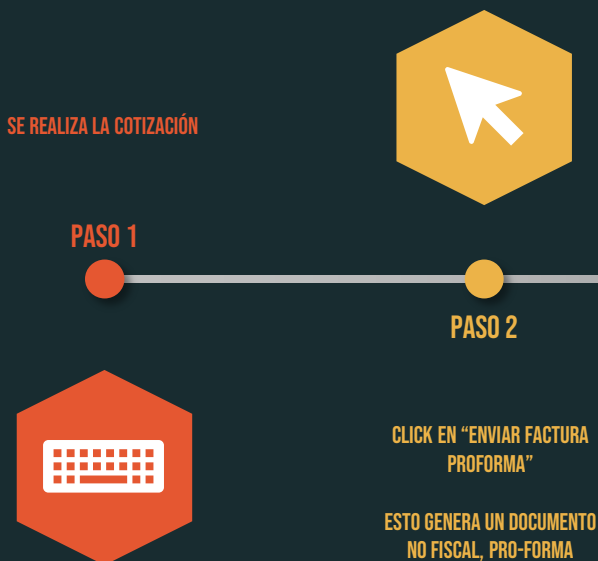 SE REALIZA LA COTIZACIÓN
PASO 1
PASO 2
CLICK EN “ENVIAR FACTURA
PROFORMA”
ESTO GENERA UN DOCUMENTO
NO FISCAL, PRO-FORMA